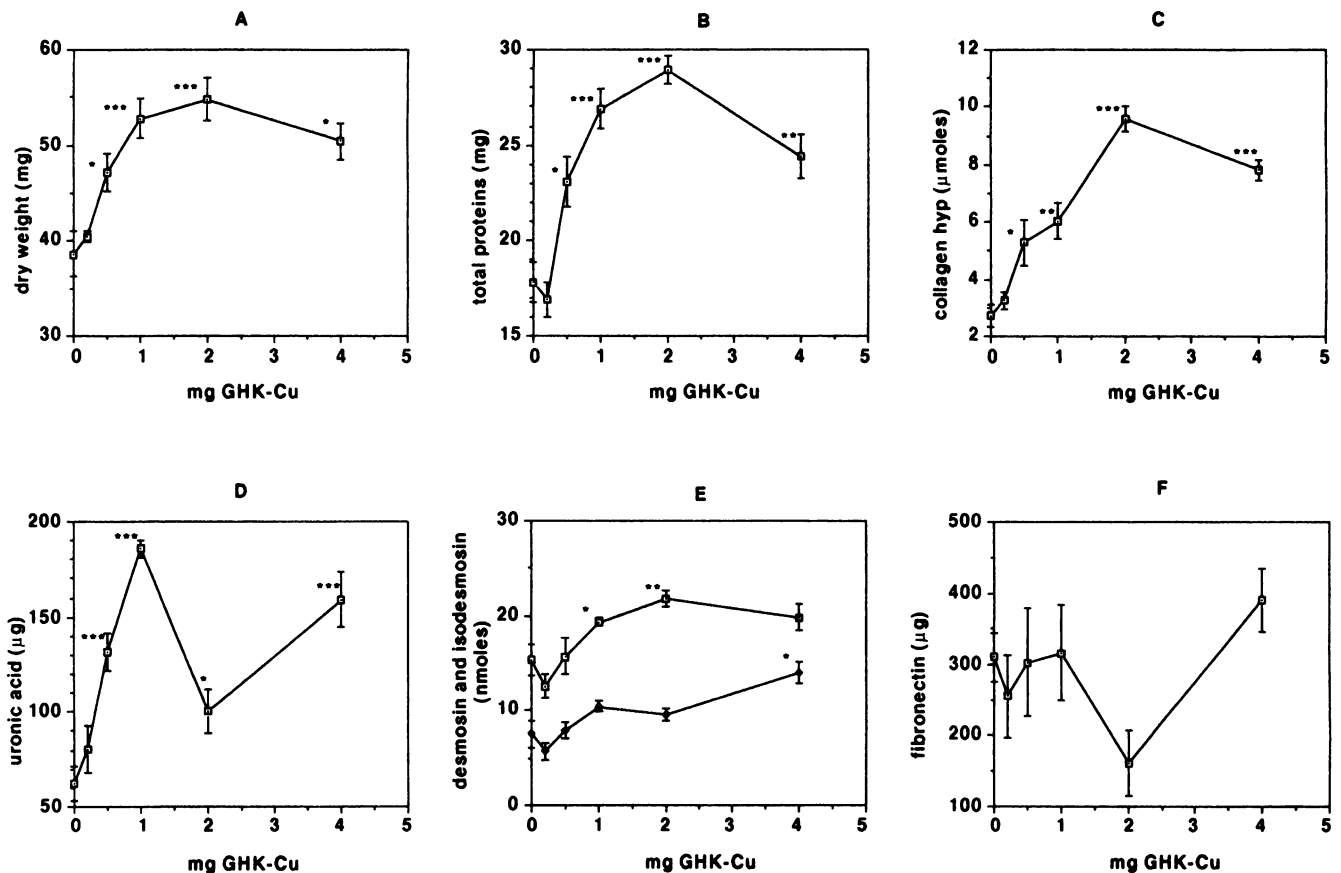 A
60
50
40
30
dry weight (mg)
*
***
***
*
0 1 2 3 4 5
mg GHK-Cu
B
30
25
20
15
total proteins (mg)
*
***
***
**
0 1 2 3 4 5
mg GHK-Cu
C
12
10
8
6
4
2
collagen hyp (μmoles)
*
**
***
***
0 1 2 3 4 5
mg GHK-Cu
D
200
150
100
50
uronic acid (μg)
***
***
*
***
0 1 2 3 4 5
mg GHK-Cu
E
30
20
10
0
desmosin and isodesmosin
(nmoles)
*
**
*
0 1 2 3 4 5
mg GHK-Cu
F
500
400
300
200
100
fibronectin (μg)
0 1 2 3 4 5
mg GHK-Cu